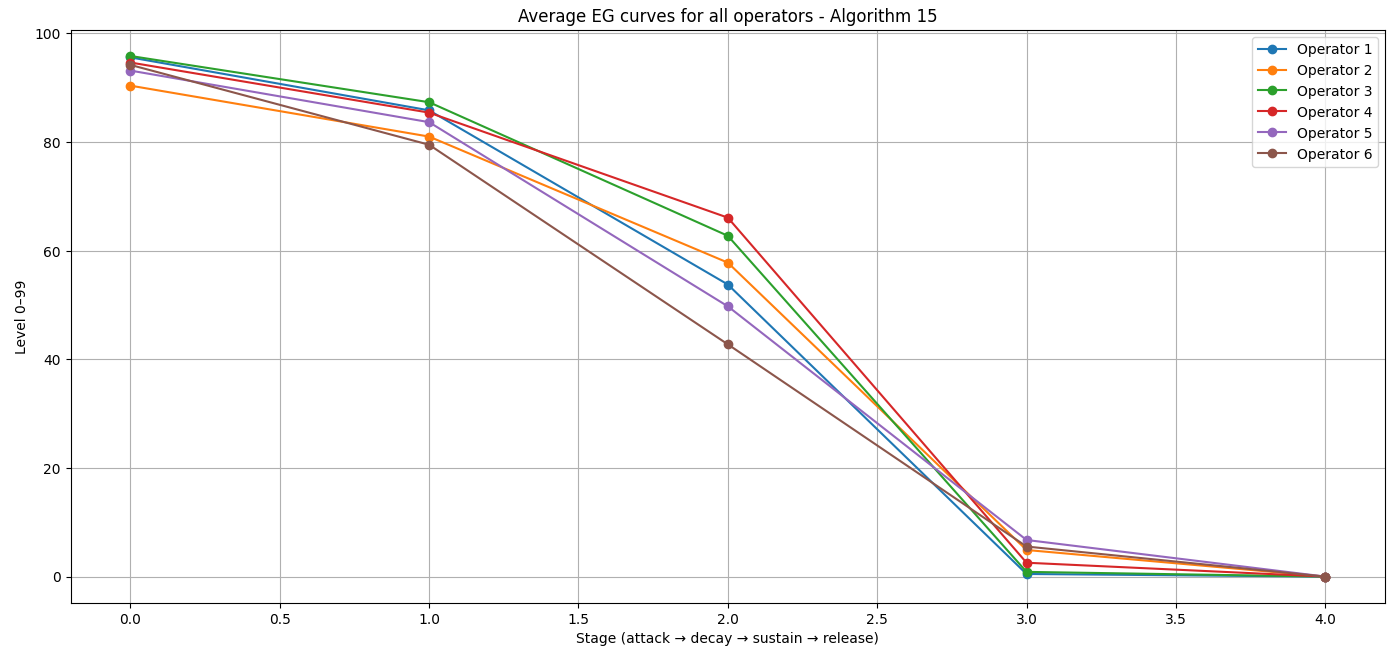 Average EG curves for all operators - Algorithm 15
Level 0–99
100
80
60
40
20
0
Operator 1
Operator 2
Operator 3
Operator 4
Operator 5
Operator 6
0.0 0.5 1.0 1.5 2.0 2.5 3.0 3.5 4.0
Stage (attack → decay → sustain → release)